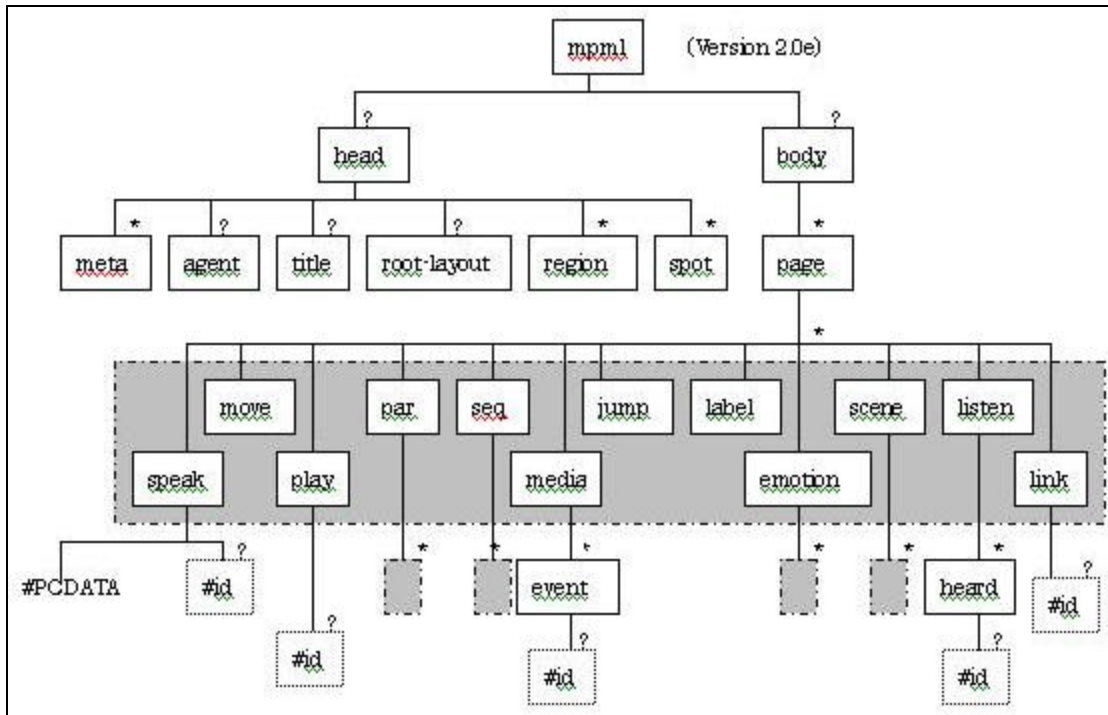 mpml (Version 2.0e)
? ?
head body
* ? ? ? * * *
meta agent title root-layout region spot page
*
move par seq jump label scene listen
speak play media emotion link
? * * * * * * ?
#PCDATA #id event heard #id
? ? ?
#id #id #id